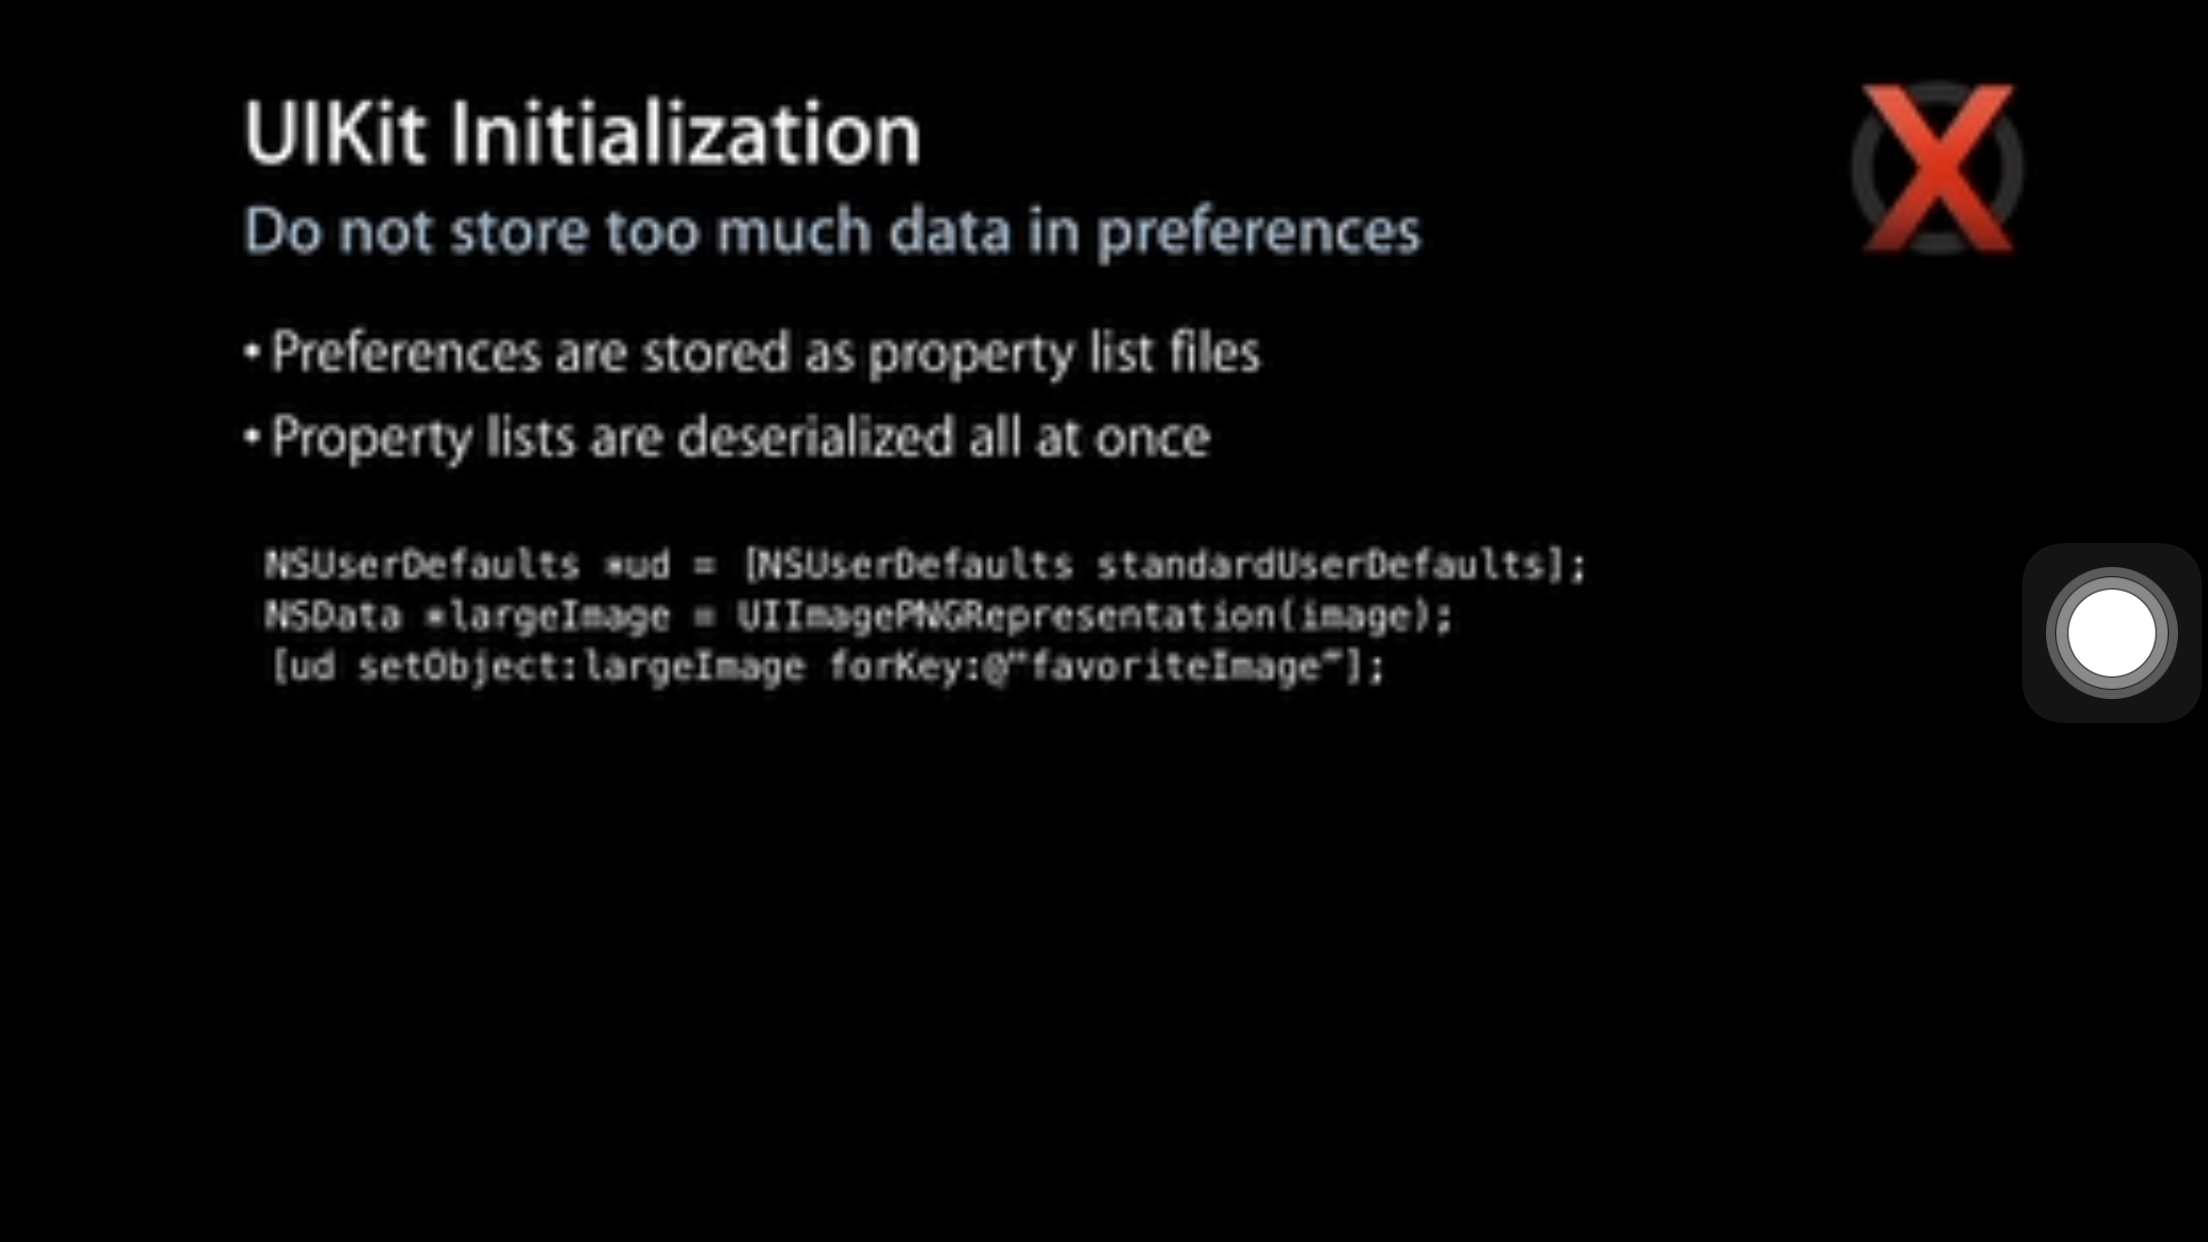 UIKit Initialization
Do not store too much data in preferences
• Preferences are stored as property list files
• Property lists are deserialized all at once
NSUserDefaults *ud = [NSUserDefaults standardUserDefaults];
NSData *largeImage = UIImagePNGRepresentation(image);
[ud setObject:largeImage forKey:@"favoriteImage"];